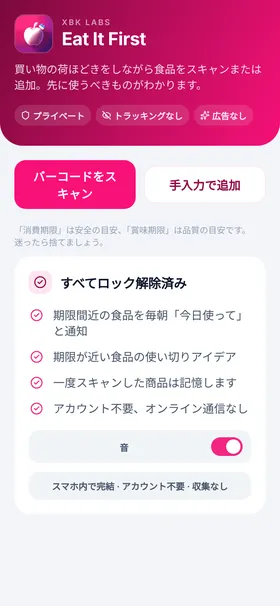 XBK LABS
Eat It First
買い物の荷ほどきをしながら食品をスキャンまたは
追加。先に使うべきものがわかります。
プライベート
トラッキングなし
広告なし
バーコードをス
キャン
手入力で追加
「消費期限」は安全の目安、「賞味期限」は品質の目安です。
迷ったら捨てましょう。
すべてロック解除済み
期限間近の食品を毎朝「今日使って」
と通知
期限が近い食品の使い切りアイデア
一度スキャンした商品は記憶します
アカウント不要、オンライン通信なし
音
スマホ内で完結 · アカウント不要 · 収集なし